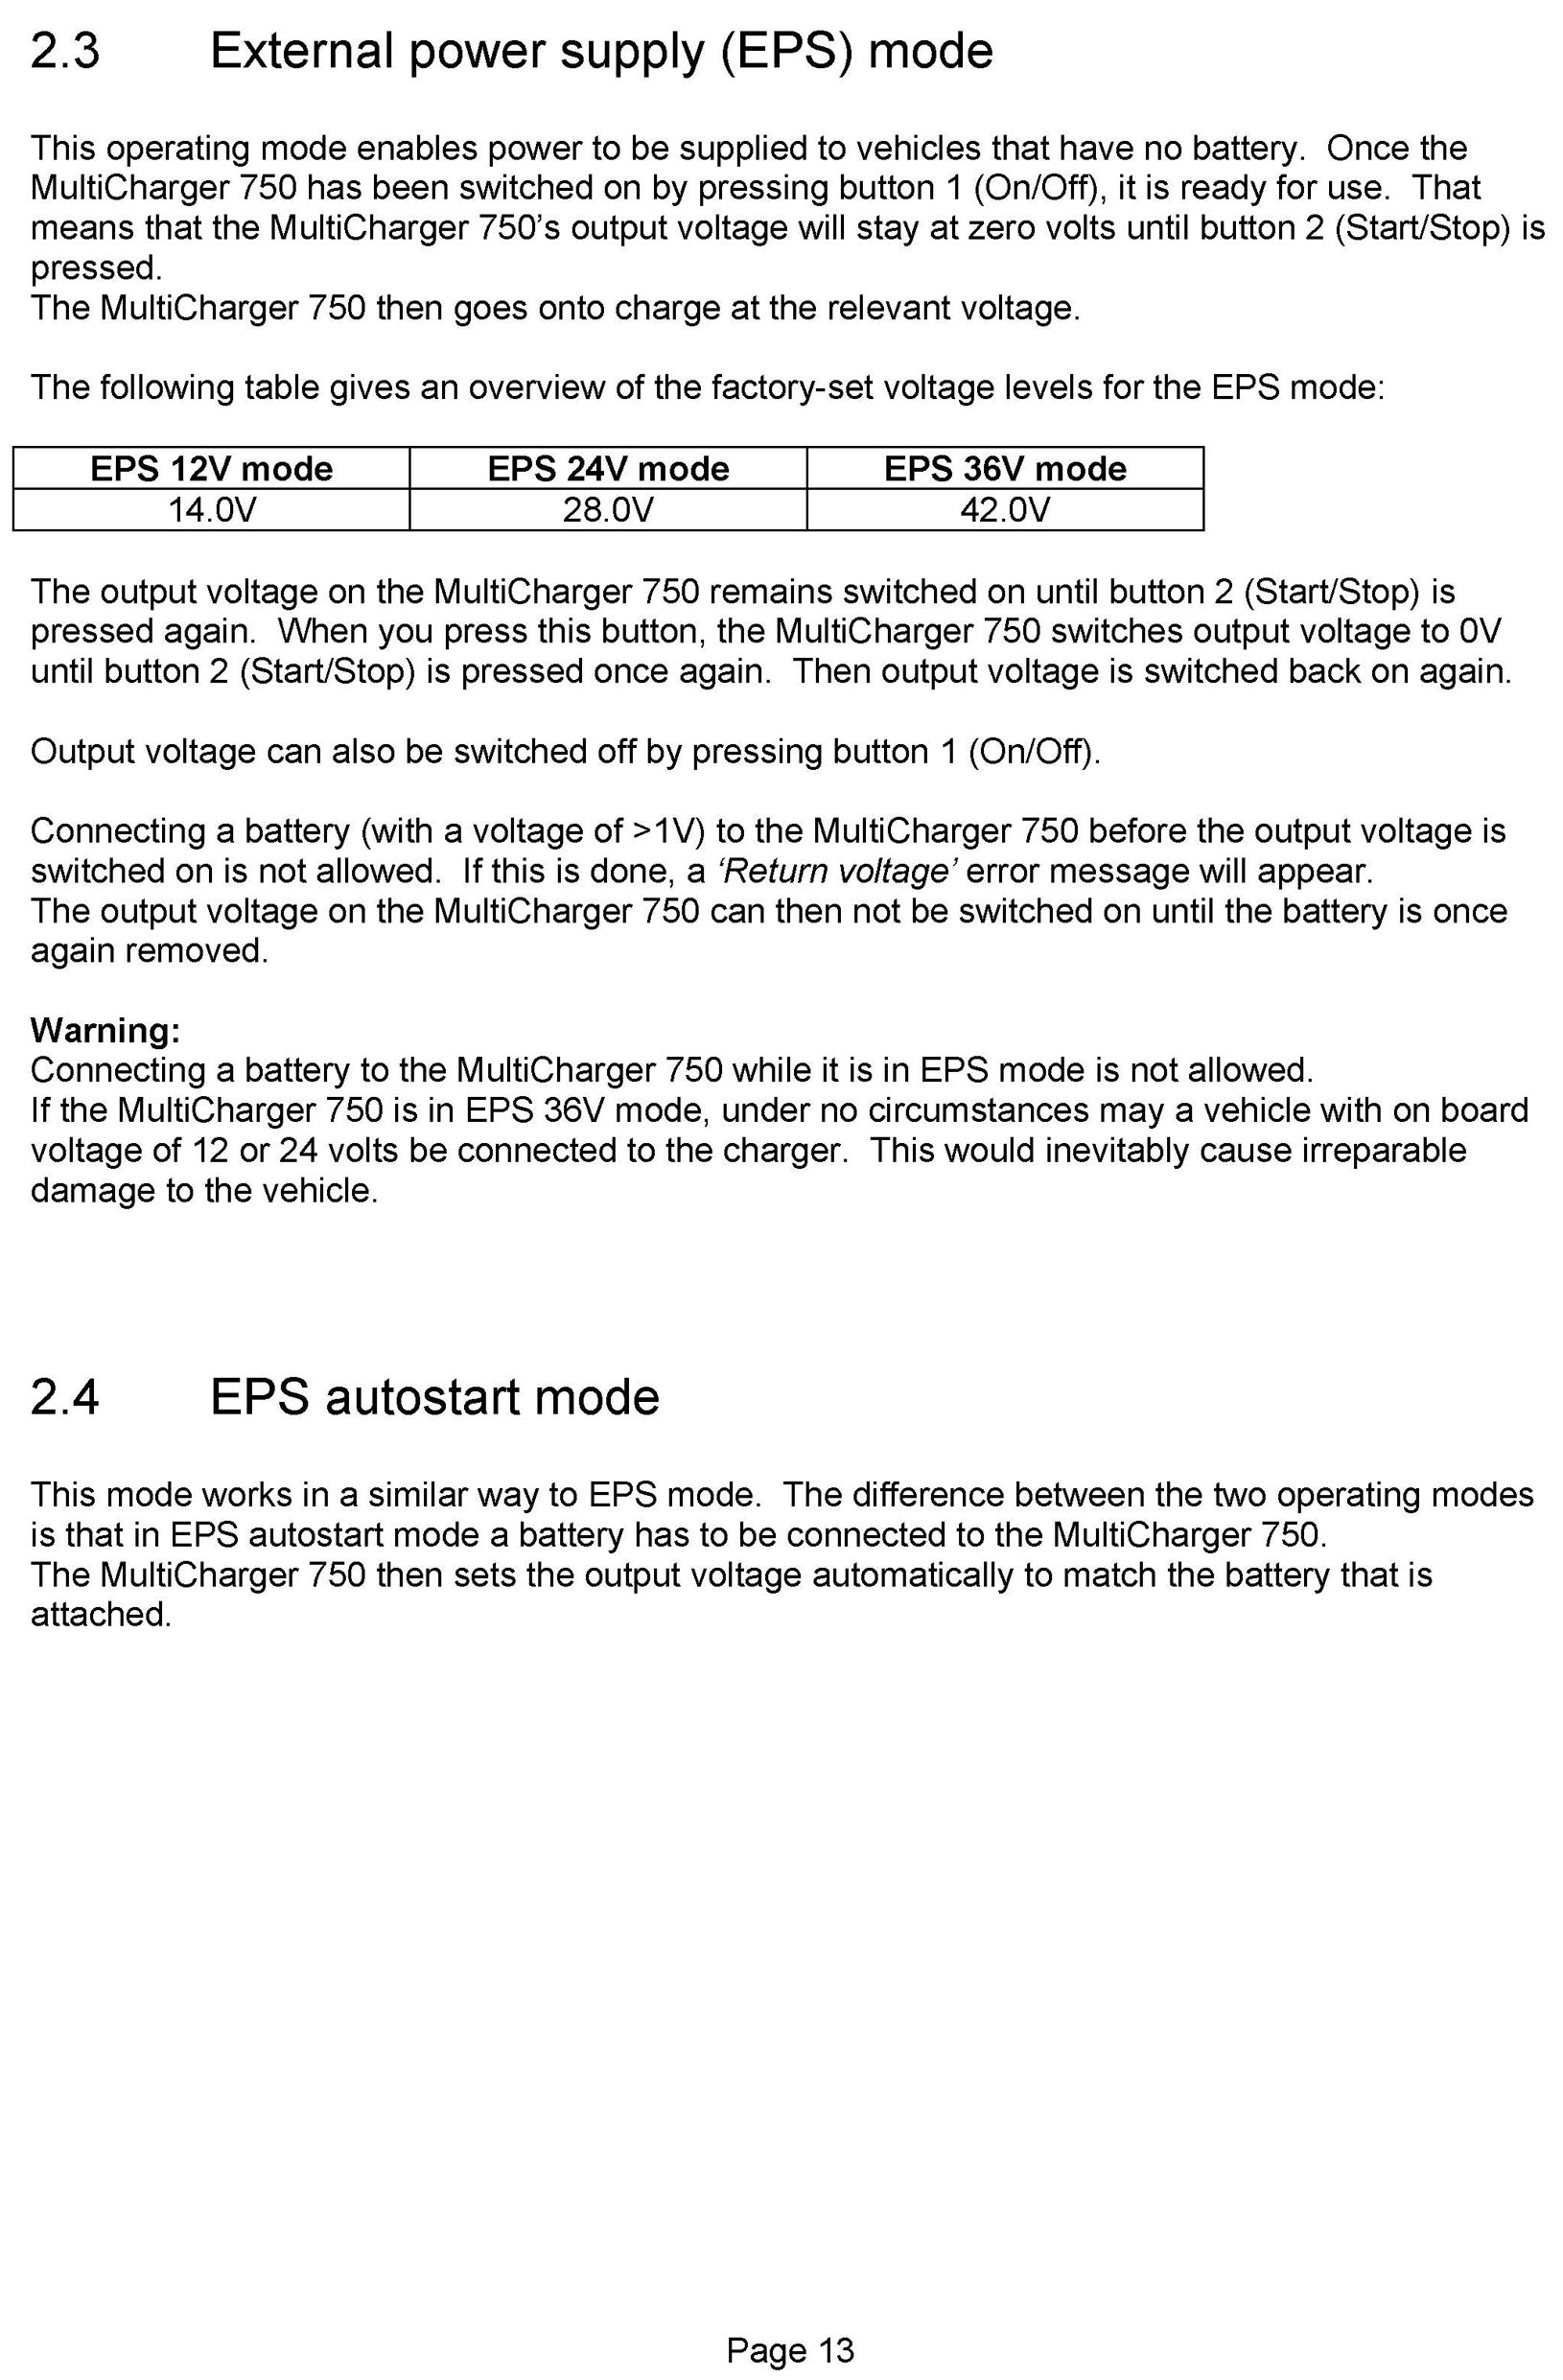 2.3 External power supply (EPS) mode
This operating mode enables power to be supplied to vehicles that have no battery. Once the
MultiCharger 750 has been switched on by pressing button 1 (On/Off), it is ready for use. That
means that the MultiCharger 750’s output voltage will stay at zero volts until button 2 (Start/Stop) is
pressed.
The MultiCharger 750 then goes onto charge at the relevant voltage.
The following table gives an overview of the factory-set voltage levels for the EPS mode:
EPS 12V mode EPS 24V mode EPS 36V mode
14.0V 28.0V 42.0V
The output voltage on the MultiCharger 750 remains switched on until button 2 (Start/Stop) is
pressed again. When you press this button, the MultiCharger 750 switches output voltage to 0V
until button 2 (Start/Stop) is pressed once again. Then output voltage is switched back on again.
Output voltage can also be switched off by pressing button 1 (On/Off).
Connecting a battery (with a voltage of >1V) to the MultiCharger 750 before the output voltage is
switched on is not allowed. If this is done, a ‘Return voltage’ error message will appear.
The output voltage on the MultiCharger 750 can then not be switched on until the battery is once
again removed.
Warning:
Connecting a battery to the MultiCharger 750 while it is in EPS mode is not allowed.
If the MultiCharger 750 is in EPS 36V mode, under no circumstances may a vehicle with on board
voltage of 12 or 24 volts be connected to the charger. This would inevitably cause irreparable
damage to the vehicle.
2.4 EPS autostart mode
This mode works in a similar way to EPS mode. The difference between the two operating modes
is that in EPS autostart mode a battery has to be connected to the MultiCharger 750.
The MultiCharger 750 then sets the output voltage automatically to match the battery that is
attached.
Page 13